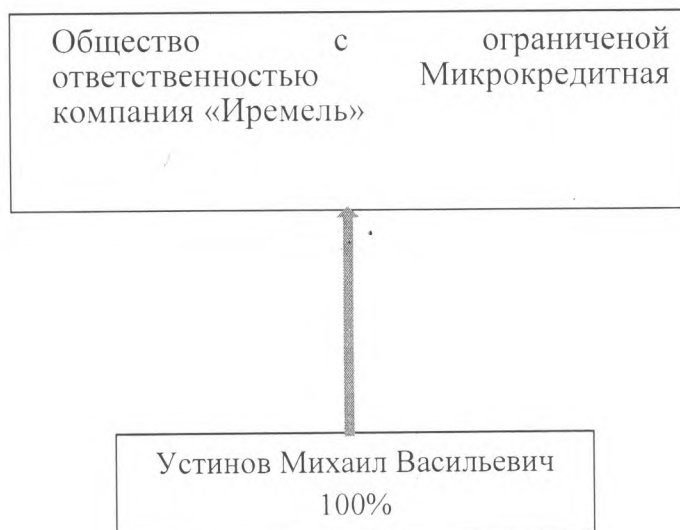 Общество с ограниченой
ответственностью Микрокредитная
компания «Иремель»
Устинов Михаил Васильевич
100%